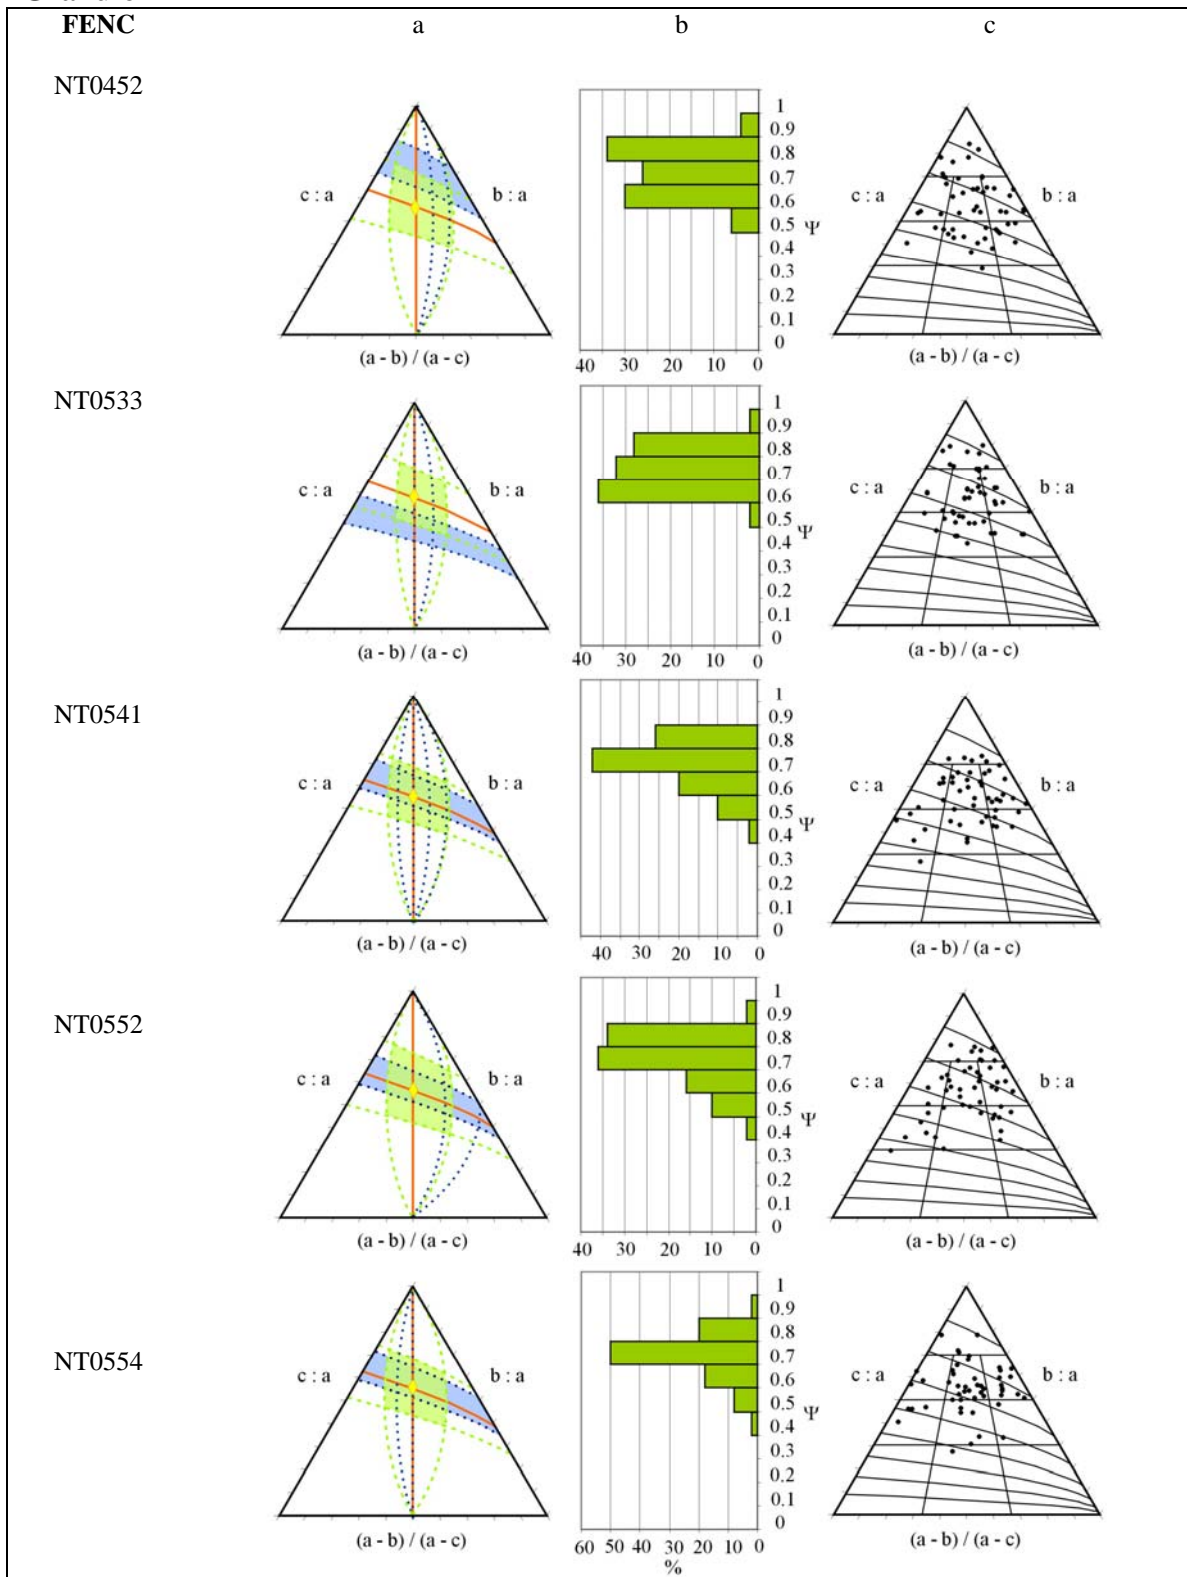 FENC a b c
NT0452
c : a b : a
(a - b) / (a - c)
1
0.9
0.8
0.7
0.6
0.5 Ψ
0.4
0.3
0.2
0.1
0
40 30 20 10 0
c : a b : a
(a - b) / (a - c)
NT0533
c : a b : a
(a - b) / (a - c)
1
0.9
0.8
0.7
0.6
0.5 Ψ
0.4
0.3
0.2
0.1
0
40 30 20 10 0
c : a b : a
(a - b) / (a - c)
NT0541
c : a b : a
(a - b) / (a - c)
1
0.9
0.8
0.7
0.6
0.5 Ψ
0.4
0.3
0.2
0.1
0
40 30 20 10 0
c : a b : a
(a - b) / (a - c)
NT0552
c : a b : a
(a - b) / (a - c)
1
0.9
0.8
0.7
0.6
0.5 Ψ
0.4
0.3
0.2
0.1
0
40 30 20 10 0
c : a b : a
(a - b) / (a - c)
NT0554
c : a b : a
(a - b) / (a - c)
1
0.9
0.8
0.7
0.6
0.5 Ψ
0.4
0.3
0.2
0.1
0
60 50 40 30 20 10 0
%
c : a b : a
(a - b) / (a - c)